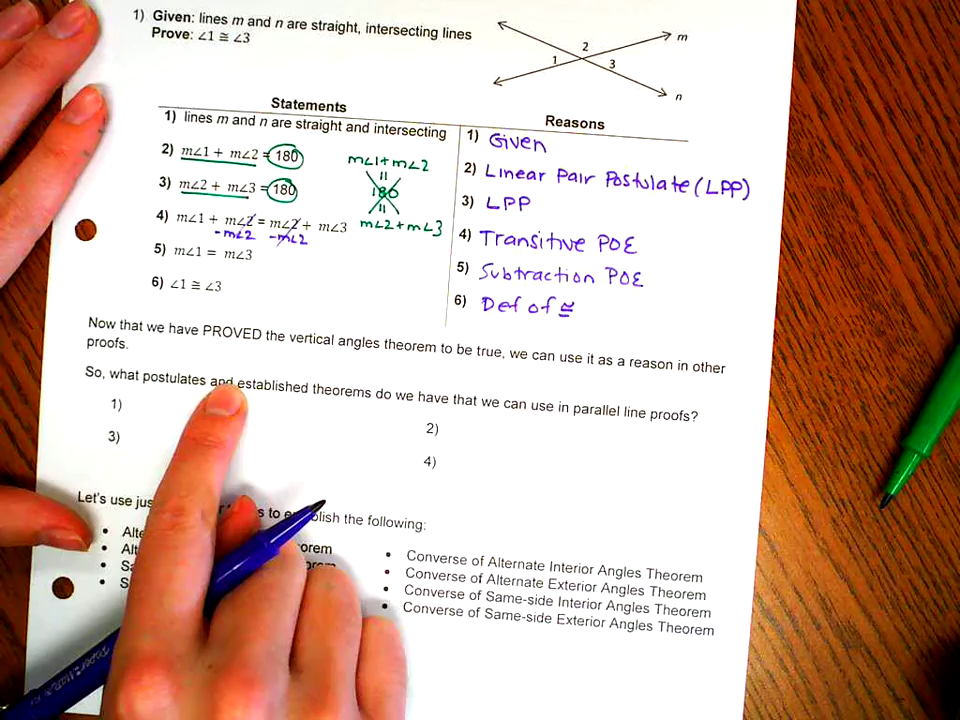 1) Given: lines m and n are straight, intersecting lines
Prove: ∠1 ≅ ∠3
2
m
1
3
n
Statements
Reasons
1) lines m and n are straight and intersecting
1) Given
2) m∠1 + m∠2 = 180
m∠1+m∠2
2) Linear Pair Postulate (LPP)
=
180
3) m∠2 + m∠3 = 180
3) LPP
=
4) m∠1 + m∠2 = m∠2 + m∠3
m∠2+m∠3
-m∠2 -m∠2
4) Transitive POE
5) m∠1 = m∠3
5) Subtraction POE
6) ∠1 ≅ ∠3
6) Def of ≅
Now that we have PROVED the vertical angles theorem to be true, we can use it as a reason in other
proofs.
So, what postulates and established theorems do we have that we can use in parallel line proofs?
1)
2)
3)
4)
Let's use jus to establish the following:
• Alte orem
• Alt
• Sa
• S
• Converse of Alternate Interior Angles Theorem
• Converse of Alternate Exterior Angles Theorem
• Converse of Same-side Interior Angles Theorem
• Converse of Same-side Exterior Angles Theorem